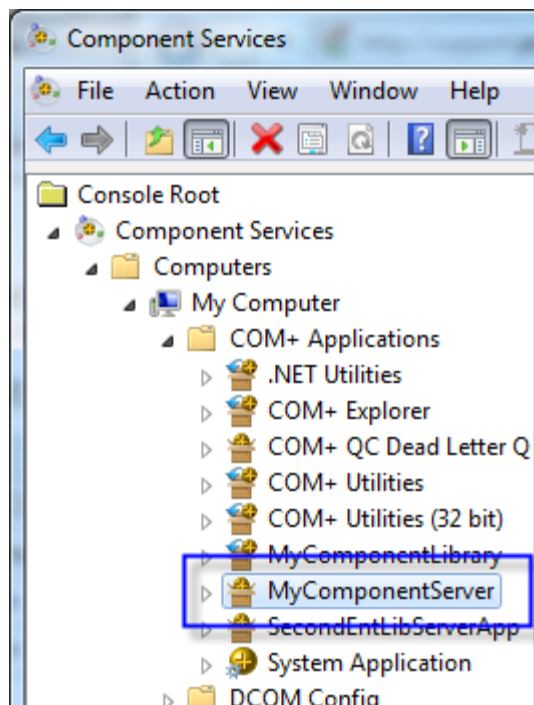 Component Services
File Action View Window Help
Console Root
Component Services
Computers
My Computer
COM+ Applications
.NET Utilities
COM+ Explorer
COM+ QC Dead Letter Q
COM+ Utilities
COM+ Utilities (32 bit)
MyComponentLibrary
MyComponentServer
SecondEntLibServerApp
System Application
DCOM Config